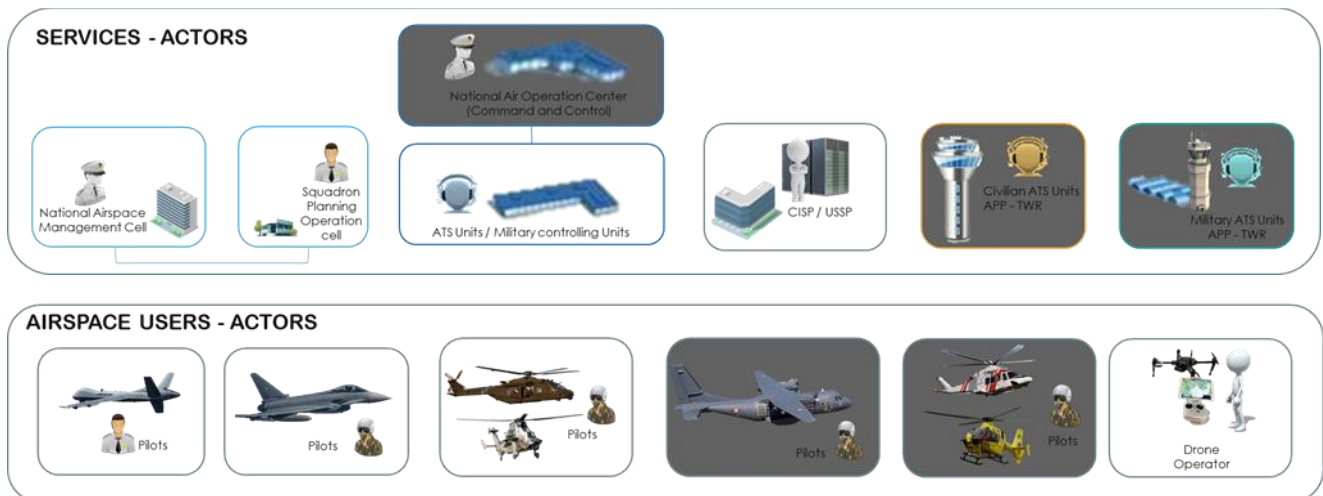 SERVICES - ACTORS
National Air Operation Center
(Command and Control)
National Airspace
Management Cell
Squadron
Planning
Operation
cell
ATS Units / Military controlling Units
CISP / USSP
Civilian ATS Units
APP - TWR
Military ATS Units
APP - TWR
AIRSPACE USERS - ACTORS
Pilots
Pilots
Pilots
Pilots
Pilots
Drone
Operator